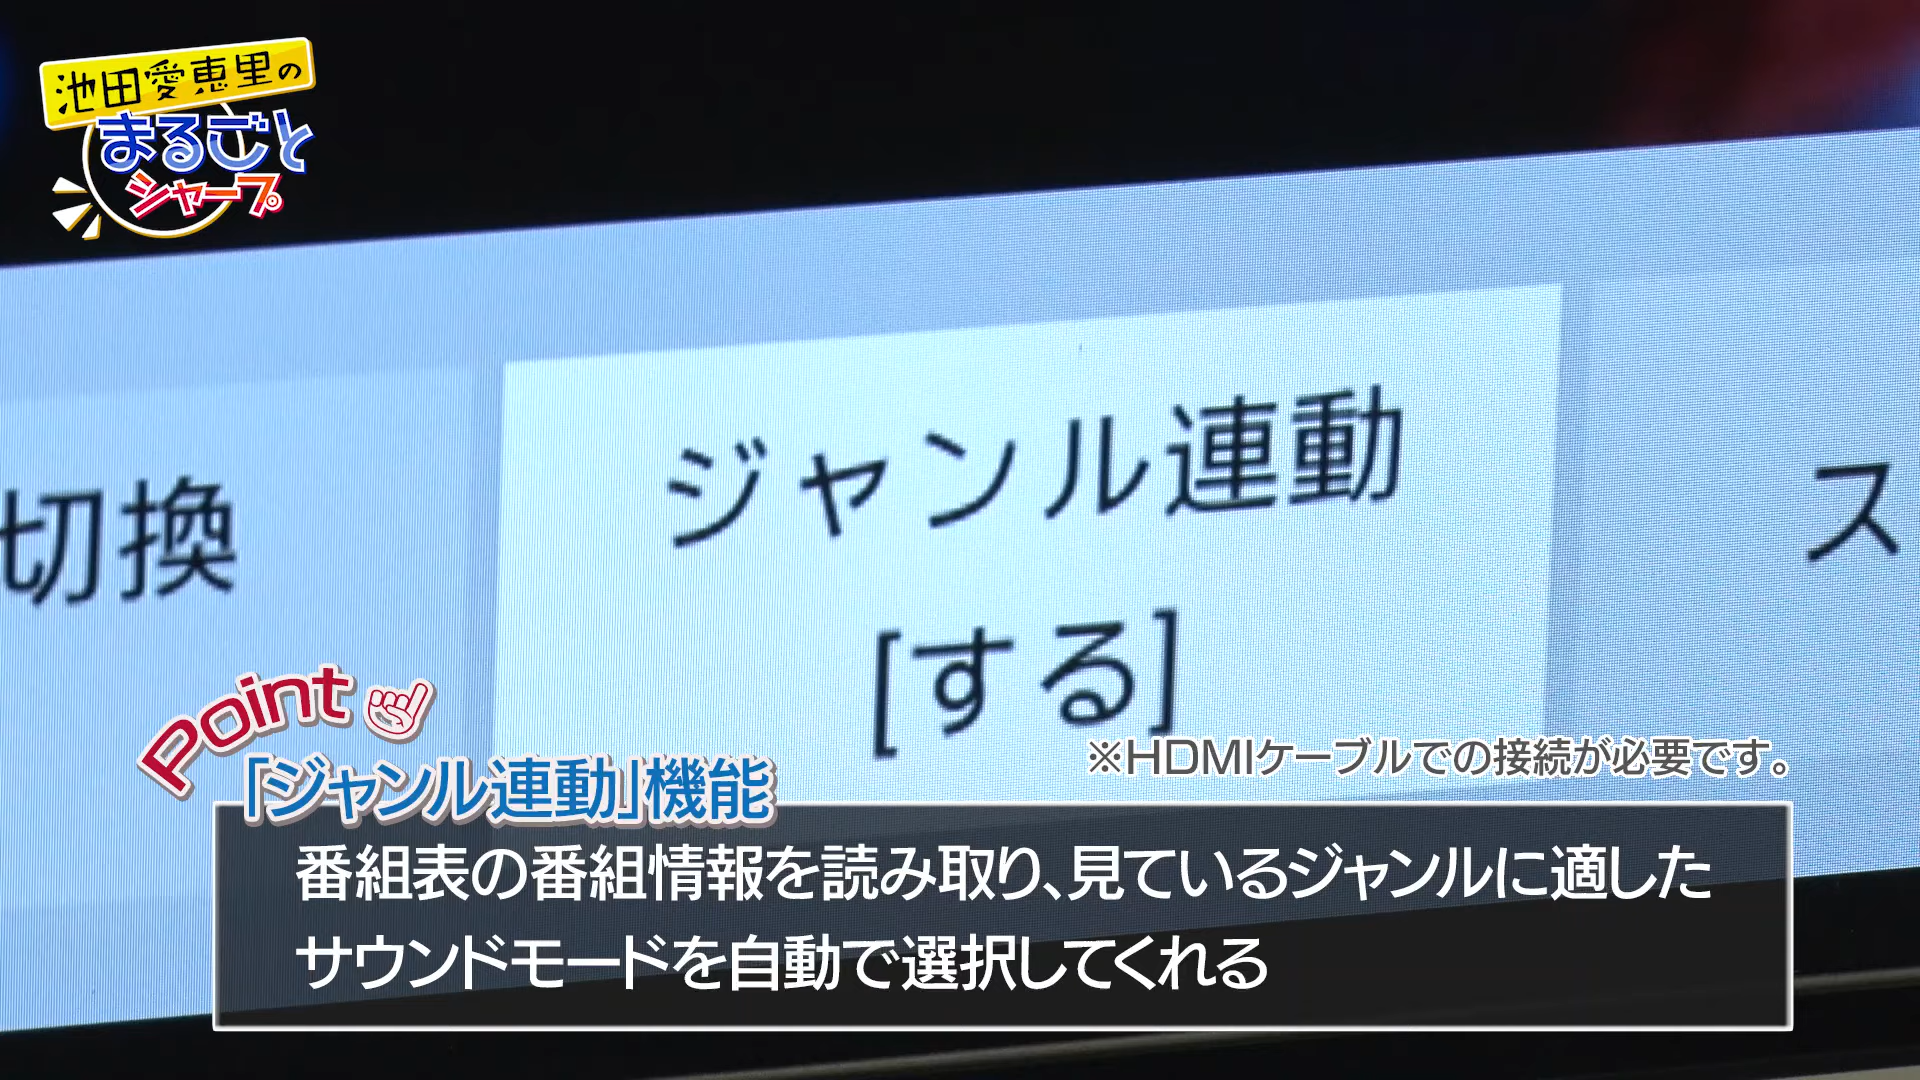 池田愛恵里の
まるごと
シャープ
切換
ジャンル連動
[する]
ス
Point
※HDMIケーブルでの接続が必要です。
「ジャンル連動」機能
番組表の番組情報を読み取り、見ているジャンルに適した
サウンドモードを自動で選択してくれる